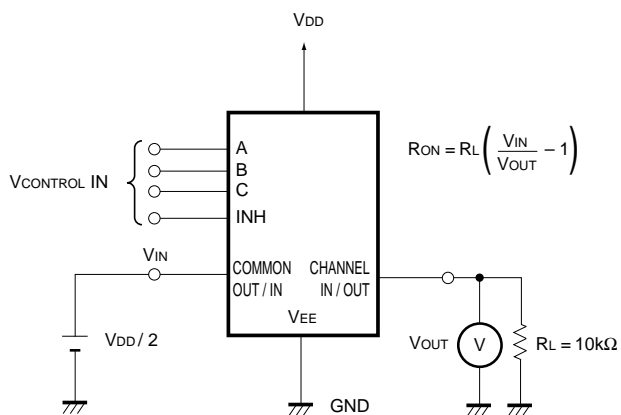 VDD
A
B
C
INH
VCONTROL IN
RON = RL ( VIN / VOUT – 1 )
VIN
COMMON OUT / IN
CHANNEL IN / OUT
VEE
VDD / 2
VOUT
V
RL = 10kΩ
GND